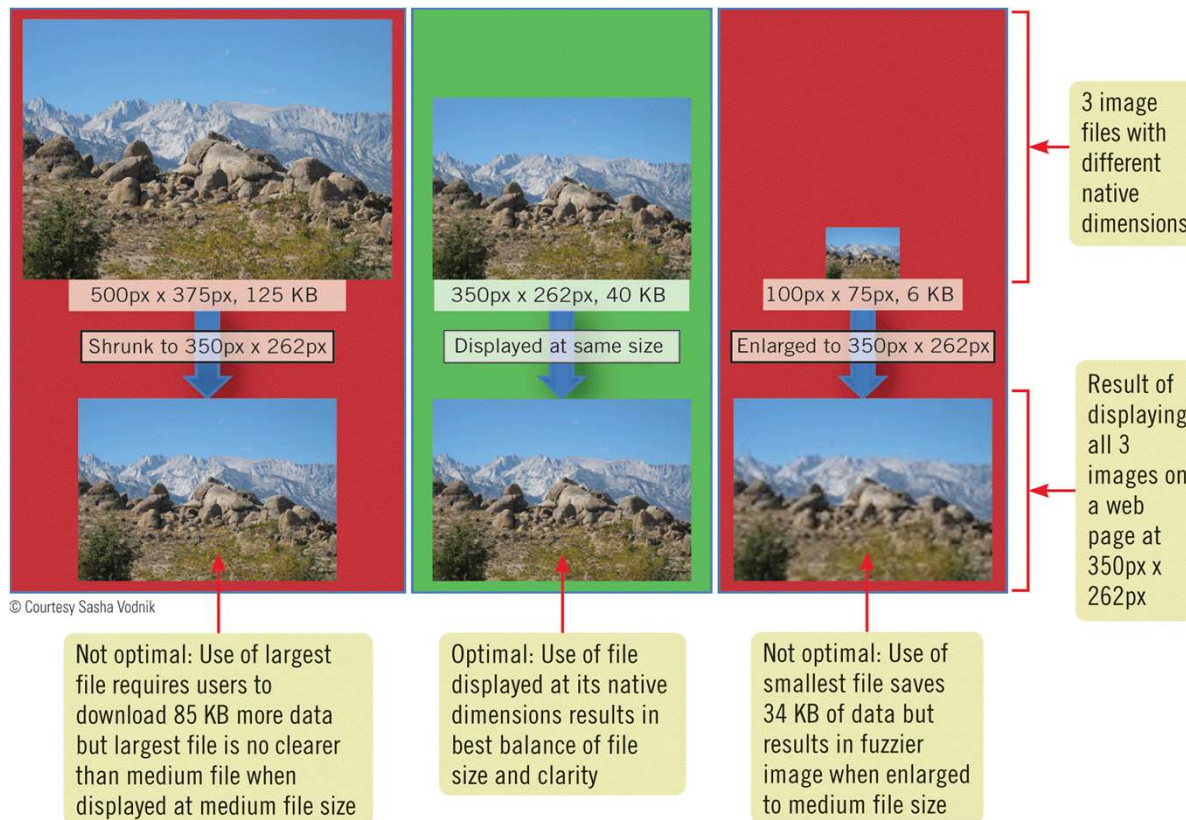 500px x 375px, 125 KB
350px x 262px, 40 KB
100px x 75px, 6 KB
Shrunk to 350px x 262px
Displayed at same size
Enlarged to 350px x 262px
3 image
files with
different
native
dimensions
Result of
displaying
all 3
images on
a web
page at
350px x
262px
© Courtesy Sasha Vodnik
Not optimal: Use of largest
file requires users to
download 85 KB more data
but largest file is no clearer
than medium file when
displayed at medium file size
Optimal: Use of file
displayed at its native
dimensions results in
best balance of file
size and clarity
Not optimal: Use of
smallest file saves
34 KB of data but
results in fuzzier
image when enlarged
to medium file size